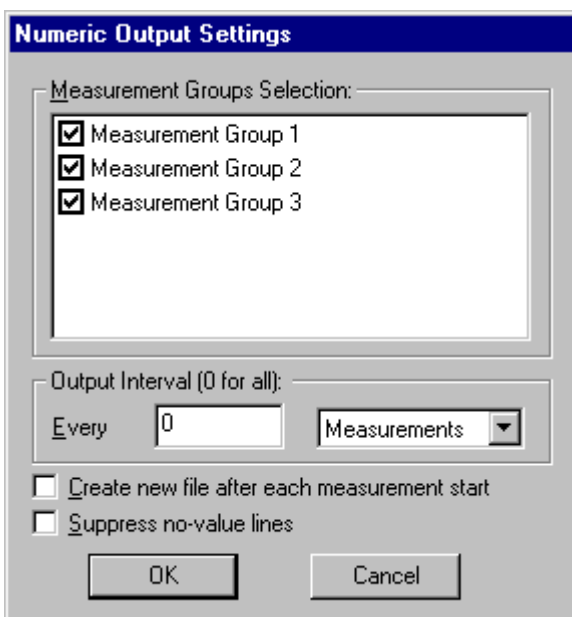 Numeric Output Settings
Measurement Groups Selection:
Measurement Group 1
Measurement Group 2
Measurement Group 3
Output Interval (0 for all):
Every 0 Measurements
Create new file after each measurement start
Suppress no-value lines
OK Cancel